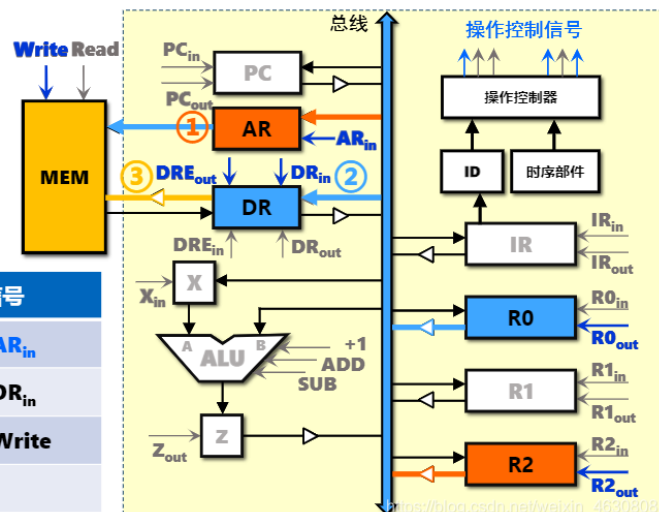 总线
操作控制信号
Write Read
PCin
PC
PCout
操作控制器
①
AR
ARin
MEM
ID
时序部件
③
DREout
DRin
②
DR
DREin
DRout
IR
IRin
IRout
X
Xin
R0
R0in
R0out
A
B
ALU
+1
ADD
SUB
R1
R1in
R1out
Z
Zout
R2
R2in
R2out
号
ARin
DRin
Write
https://blog.csdn.net/weixin_4630808